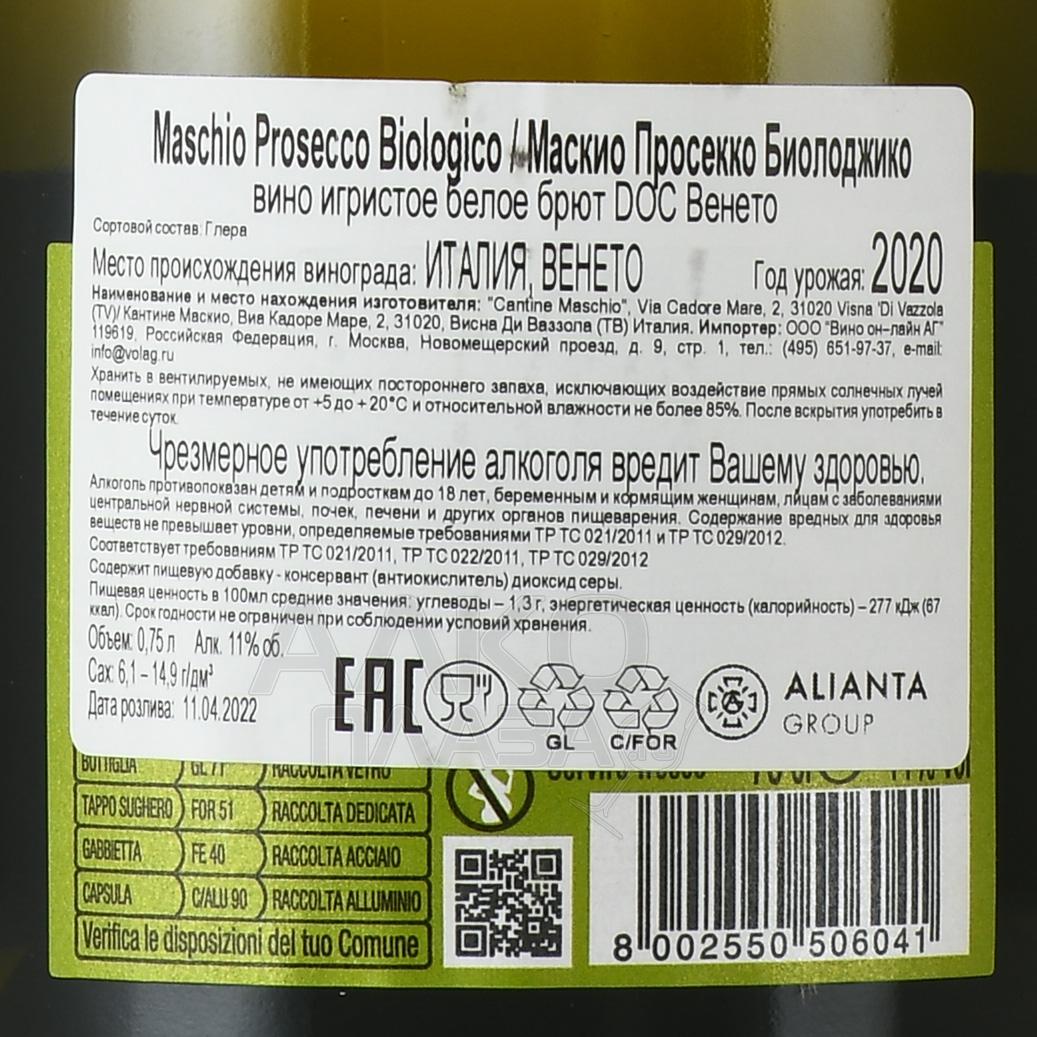 Maschio Prosecco Biologico / Маскио Просекко Биолоджико
вино игристое белое брют DOC Венето
Сортовой состав: Глера
Место происхождения винограда: ИТАЛИЯ, ВЕНЕТО Год урожая: 2020
Наименование и место нахождения изготовителя: "Cantine Maschio", Via Cadore Mare, 2, 31020 Visna 'Di Vazzola
(TV)/ Кантине Маскио, Виа Кадоре Маре, 2, 31020, Висна Ди Ваззола (ТВ) Италия. Импортер: ООО "Вино он-лайн АГ"
119619, Российская Федерация, г. Москва, Новомещерский проезд, д. 9, стр. 1, тел.: (495) 651-97-37, e-mail:
info@volag.ru
Хранить в вентилируемых, не имеющих постороннего запаха, исключающих воздействие прямых солнечных лучей
помещениях при температуре от +5 до +20°С и относительной влажности не более 85%. После вскрытия употребить в
течение суток.
Чрезмерное употребление алкоголя вредит Вашему здоровью.
Алкоголь противопоказан детям и подросткам до 18 лет, беременным и кормящим женщинам, лицам с заболеваниями
центральной нервной системы, почек, печени и других органов пищеварения. Содержание вредных для здоровья
веществ не превышает уровни, определяемые требованиями ТР ТС 021/2011 и ТР ТС 029/2012.
Соответствует требованиям ТР ТС 021/2011, ТР ТС 022/2011, ТР ТС 029/2012
Содержит пищевую добавку - консервант (антиокислитель) диоксид серы.
Пищевая ценность в 100мл средние значения: углеводы – 1,3 г, энергетическая ценность (калорийность) – 277 кДж (67
ккал). Срок годности не ограничен при соблюдении условий хранения.
Объем: 0,75 л Алк. 11% об.
Сах: 6,1 – 14,9 г/дм³
Дата розлива: 11.04.2022
EAC
GL
C/FOR
ALIANTA
GROUP
АЛКО
ПЛАЗА
BOTTIGLIA GL 71 RACCOLTA VETRO
TAPPO SUGHERO FOR 51 RACCOLTA DEDICATA
GABBIETTA FE 40 RACCOLTA ACCIAIO
CAPSULA C/ALU 90 RACCOLTA ALLUMINIO
Verifica le disposizioni del tuo Comune
8 002550 506041